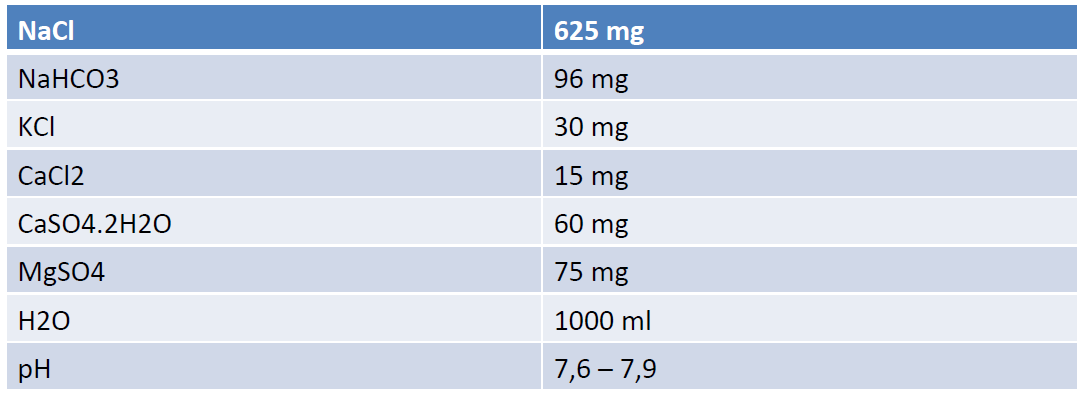 NaCl 625 mg
NaHCO3 96 mg
KCl 30 mg
CaCl2 15 mg
CaSO4.2H2O 60 mg
MgSO4 75 mg
H2O 1000 ml
pH 7,6 – 7,9